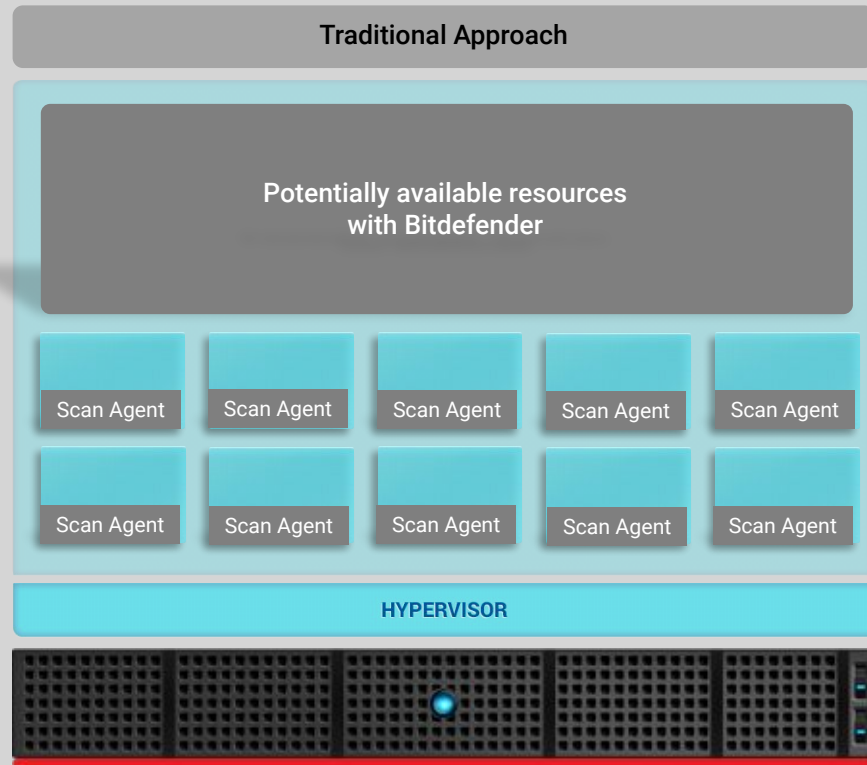 Traditional Approach
Potentially available resources
with Bitdefender
Scan Agent
Scan Agent
Scan Agent
Scan Agent
Scan Agent
Scan Agent
Scan Agent
Scan Agent
Scan Agent
Scan Agent
HYPERVISOR